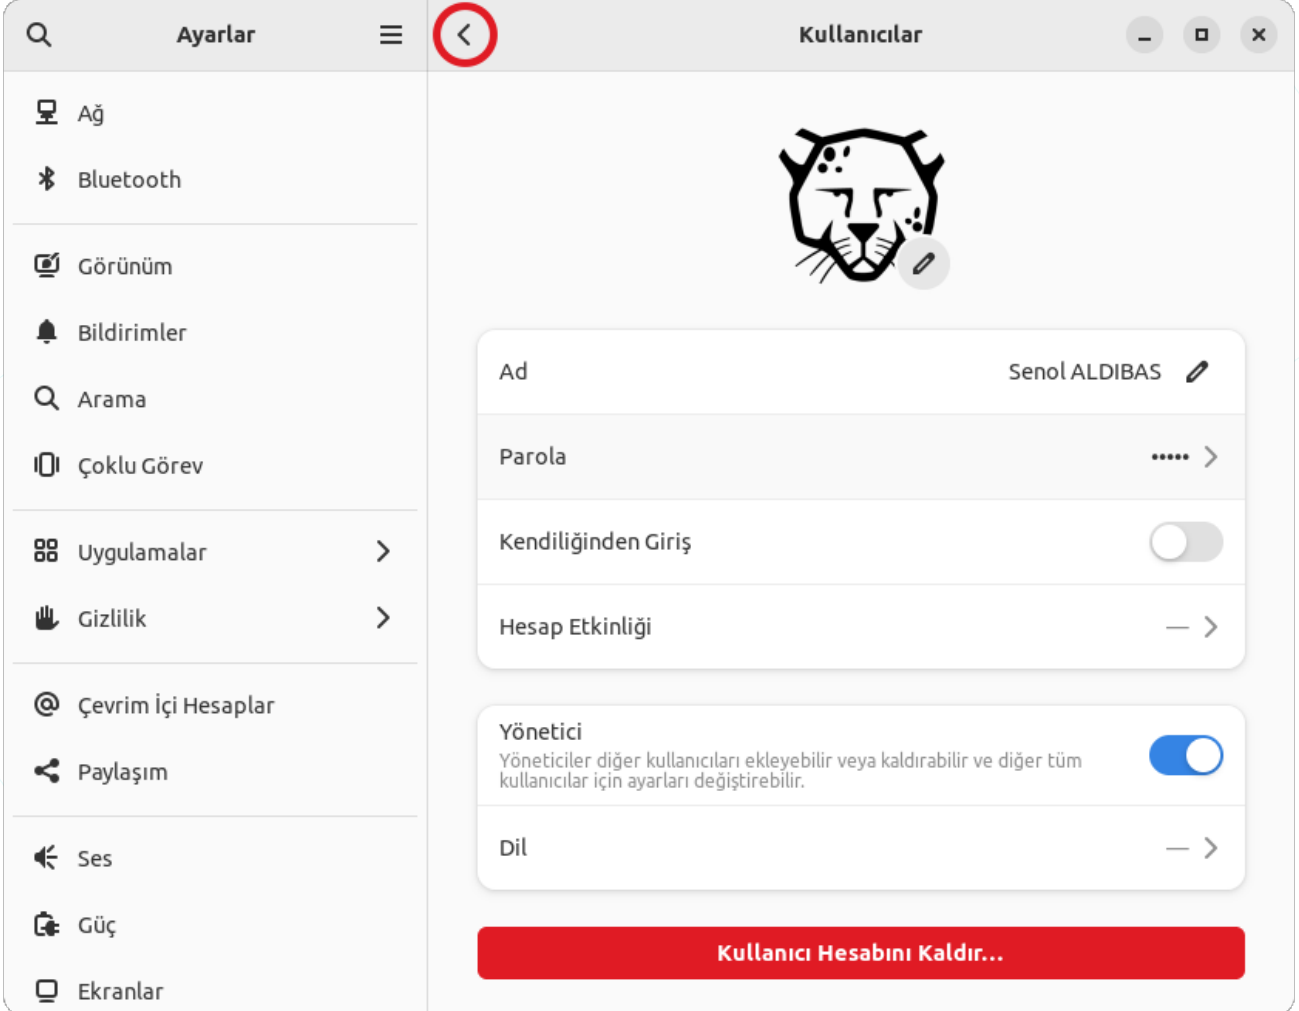 Ayarlar
Kullanıcılar
Ağ
Bluetooth
Görünüm
Bildirimler
Arama
Çoklu Görev
Uygulamalar
Gizlilik
Çevrim İçi Hesaplar
Paylaşım
Ses
Güç
Ekranlar
Ad
Senol ALDIBAS
Parola
•••••
Kendiliğinden Giriş
Hesap Etkinliği
—
Yönetici
Yöneticiler diğer kullanıcıları ekleyebilir veya kaldırabilir ve diğer tüm
kullanıcılar için ayarları değiştirebilir.
Dil
—
Kullanıcı Hesabını Kaldır...